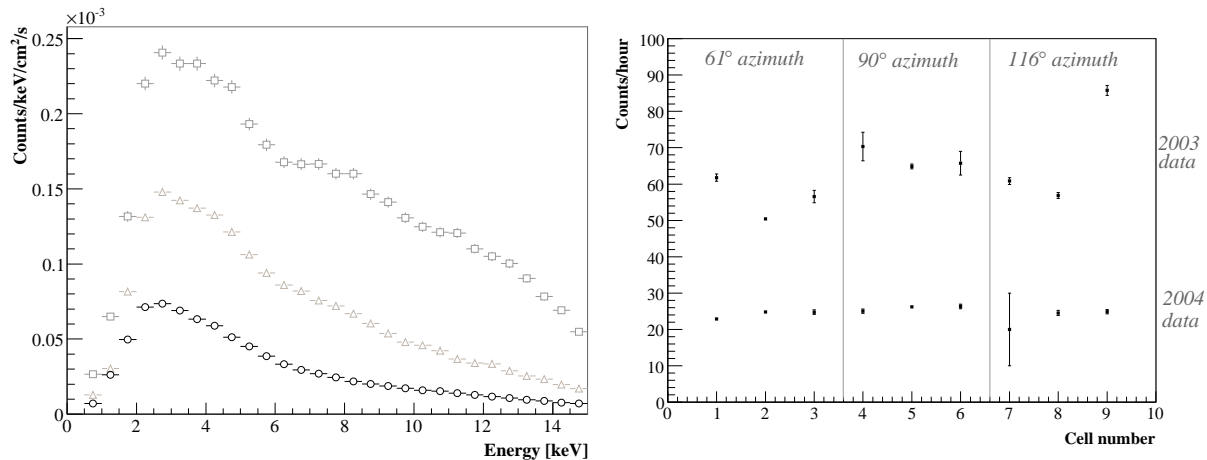 ×10⁻³
Counts/keV/cm²/s
0.25
0.2
0.15
0.1
0.05
0
0 2 4 6 8 10 12 14
Energy [keV]
Counts/hour
100
90
80
70
60
50
40
30
20
10
0
61° azimuth 90° azimuth 116° azimuth
2003
data
2004
data
0 1 2 3 4 5 6 7 8 9 10
Cell number